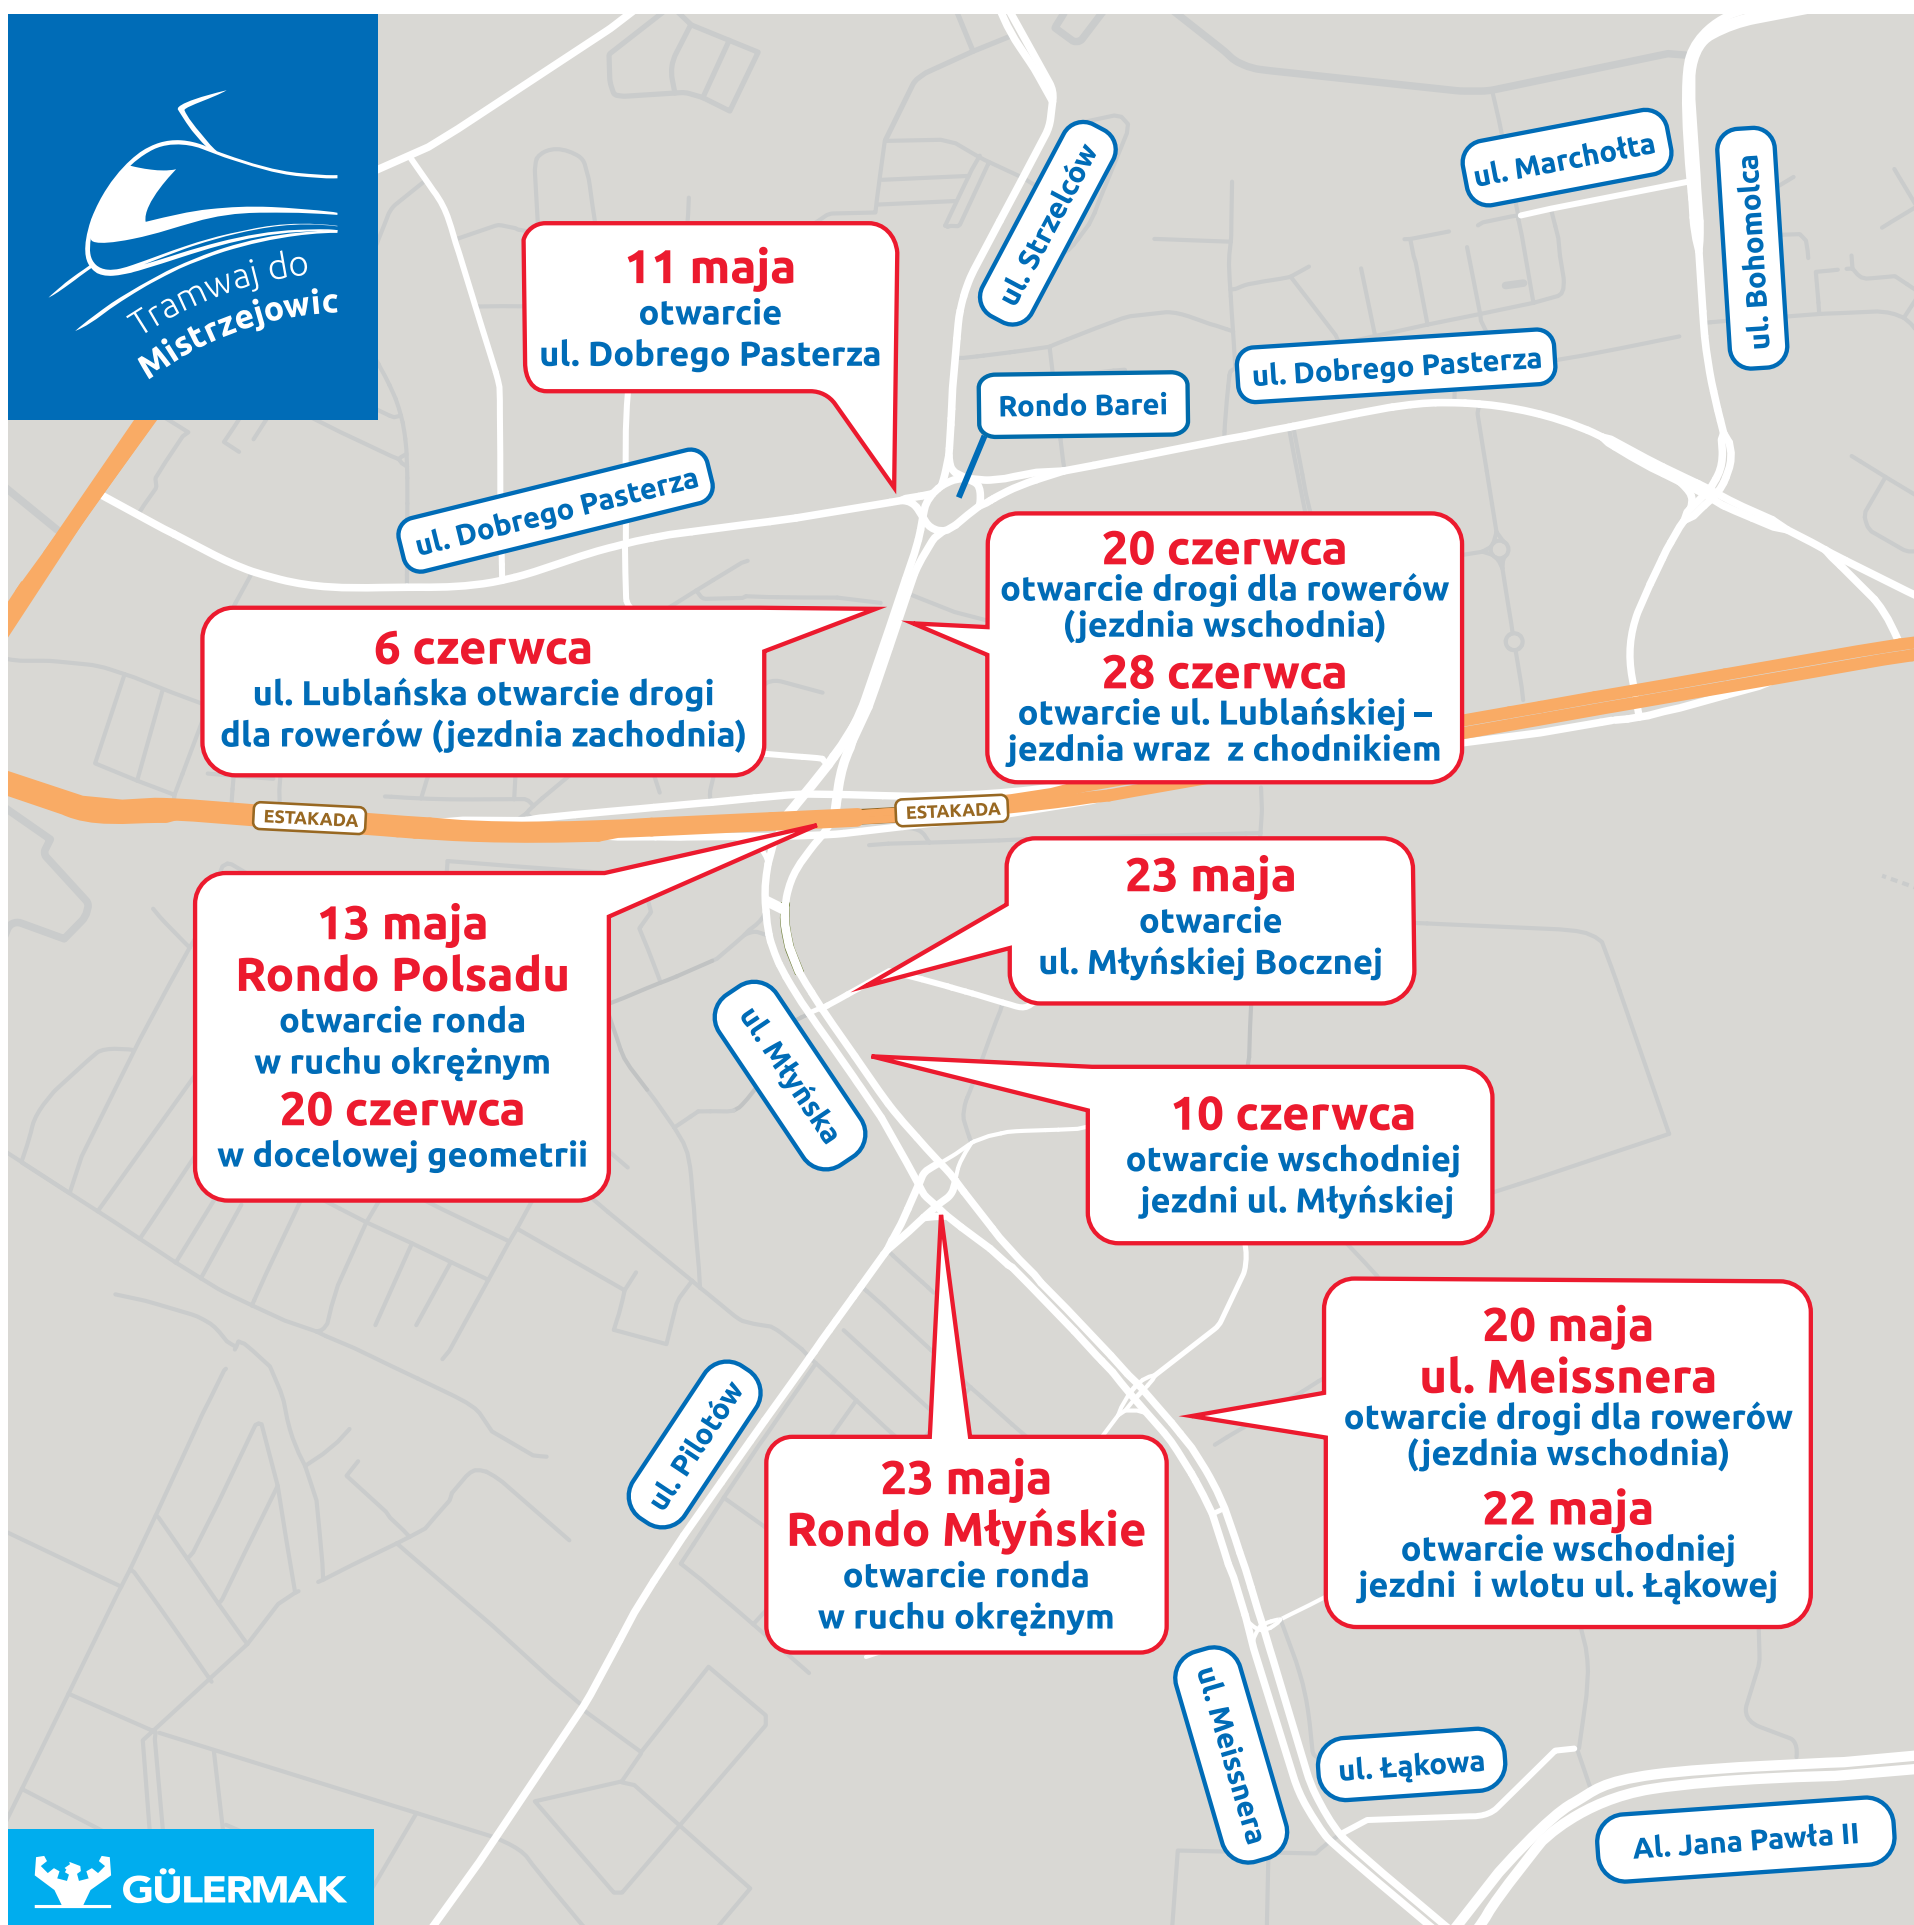 Tramwaj do
Mistrzejowic
ul. Strzelców
ul. Marchołta
ul. Bohomolca
11 maja
otwarcie
ul. Dobrego Pasterza
ul. Dobrego Pasterza
Rondo Barei
ul. Dobrego Pasterza
20 czerwca
otwarcie drogi dla rowerów
(jezdnia wschodnia)
28 czerwca
otwarcie ul. Lublańskiej –
jezdnia wraz z chodnikiem
6 czerwca
ul. Lublańska otwarcie drogi
dla rowerów (jezdnia zachodnia)
ESTAKADA
ESTAKADA
23 maja
otwarcie
ul. Młyńskiej Bocznej
13 maja
Rondo Polsadu
otwarcie ronda
w ruchu okrężnym
20 czerwca
w docelowej geometrii
ul. Młyńska
10 czerwca
otwarcie wschodniej
jezdni ul. Młyńskiej
20 maja
ul. Meissnera
otwarcie drogi dla rowerów
(jezdnia wschodnia)
22 maja
otwarcie wschodniej
jezdni i wlotu ul. Łąkowej
ul. Pilotów
23 maja
Rondo Młyńskie
otwarcie ronda
w ruchu okrężnym
ul. Meissnera
ul. Łąkowa
Al. Jana Pawła II
GÜLERMAK